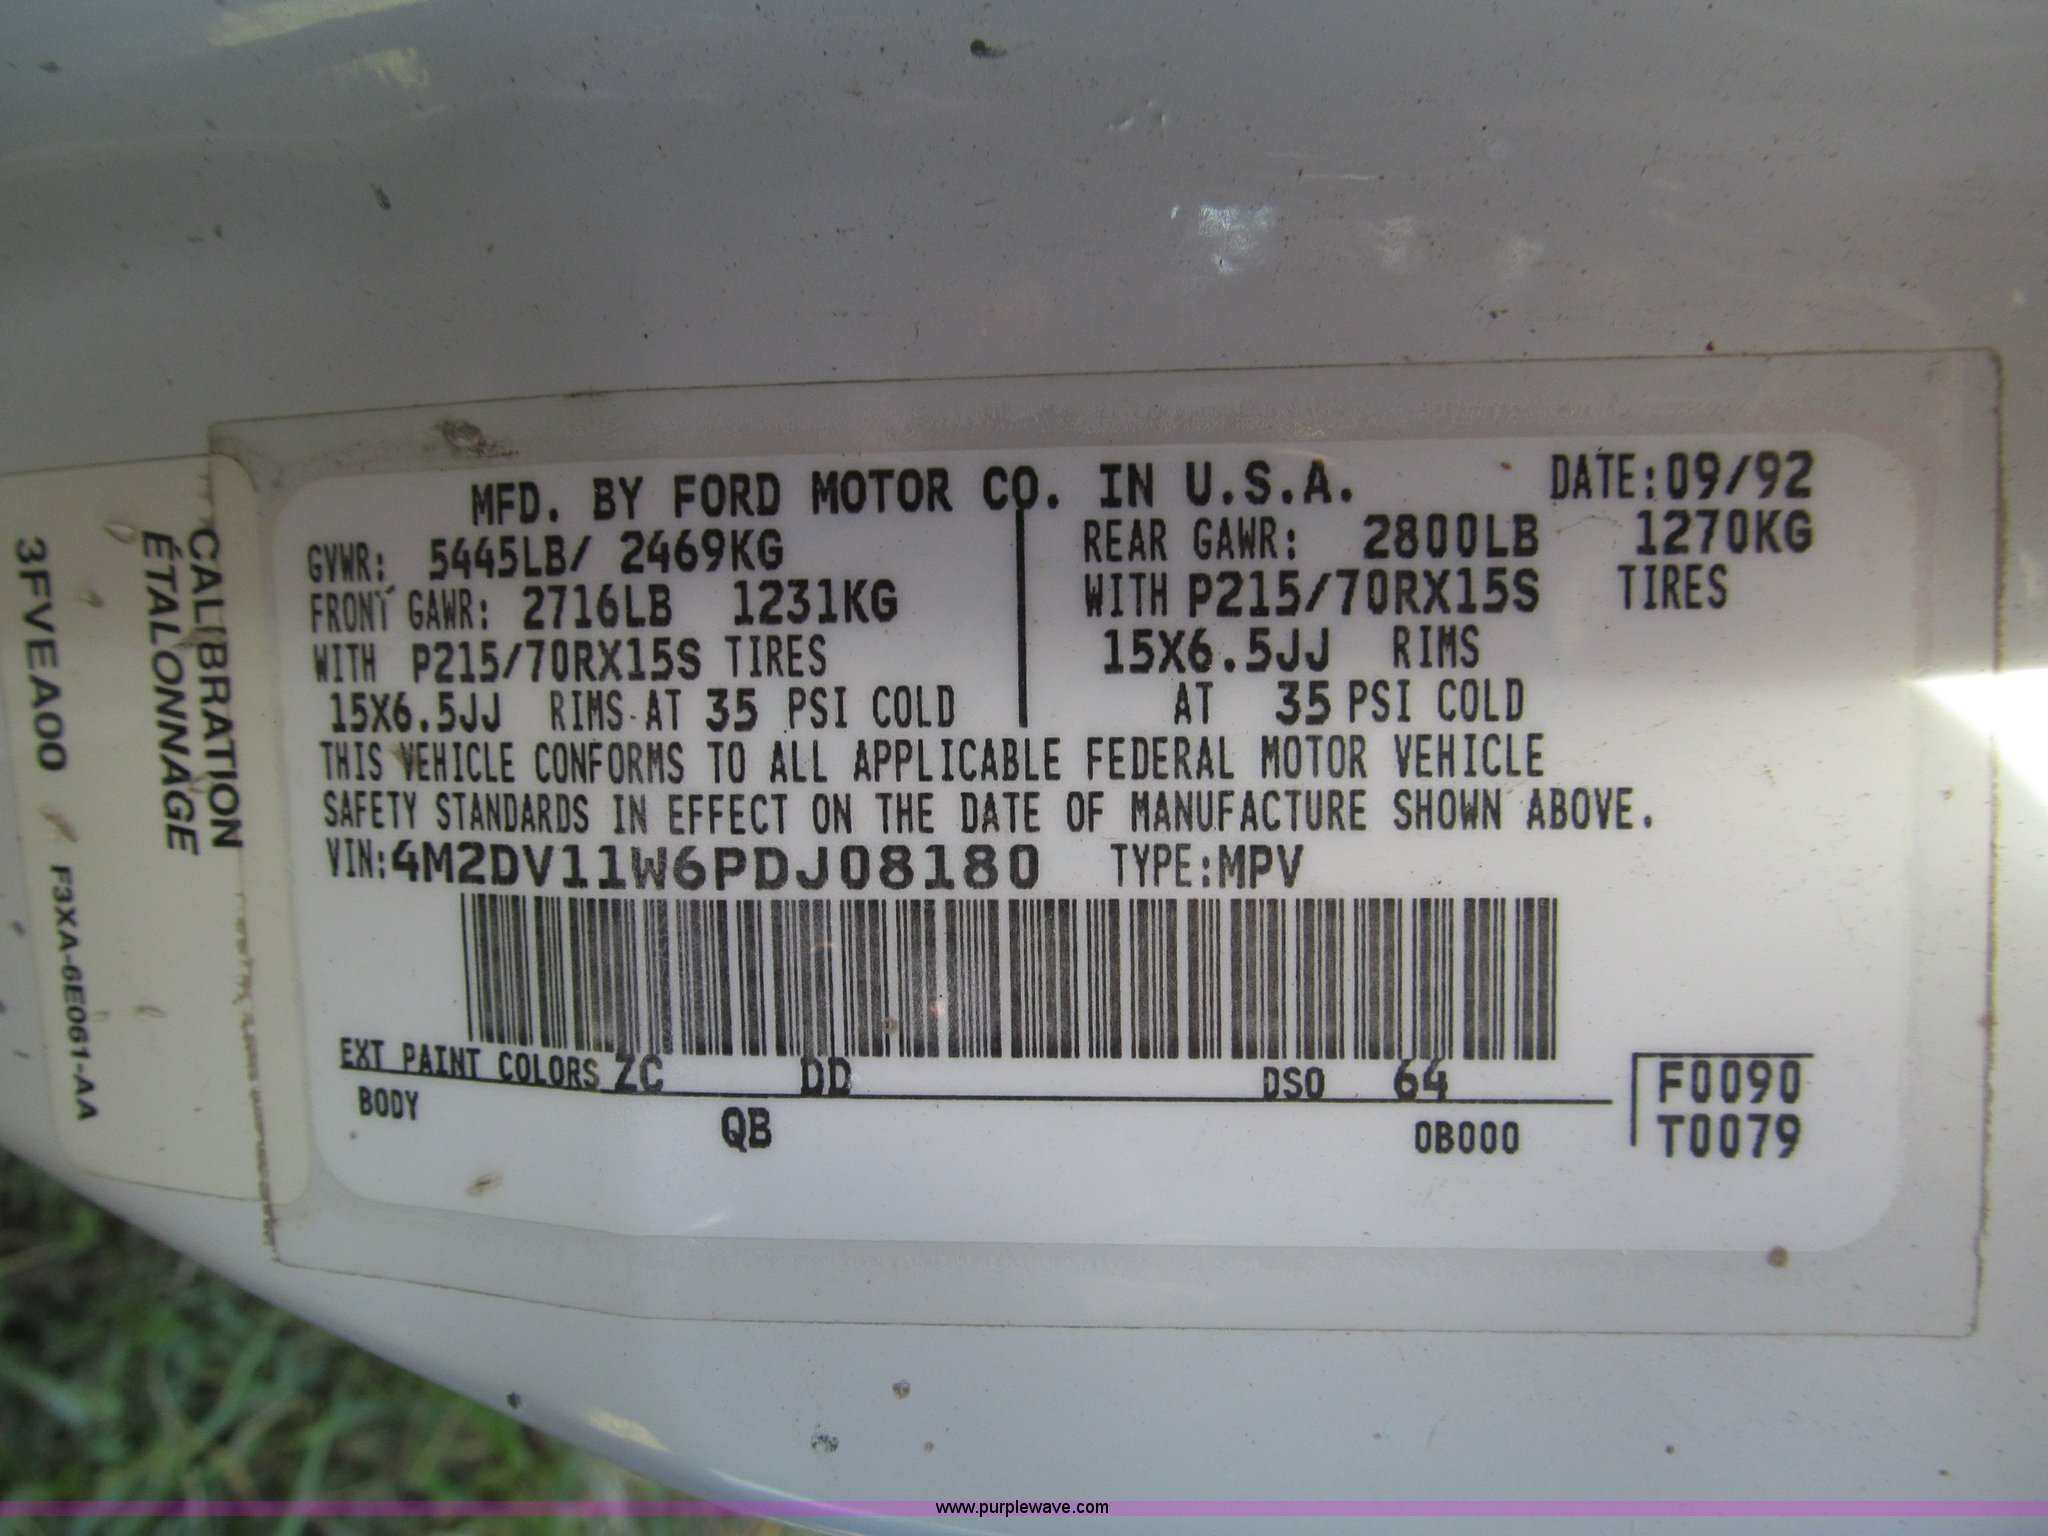 MFD. BY FORD MOTOR CO. IN U.S.A. DATE:09/92
GVWR: 5445LB/ 2469KG
FRONT GAWR: 2716LB 1231KG
WITH P215/70RX15S TIRES
15X6.5JJ RIMS AT 35 PSI COLD
REAR GAWR: 2800LB 1270KG
WITH P215/70RX15S TIRES
15X6.5JJ RIMS
AT 35 PSI COLD
THIS VEHICLE CONFORMS TO ALL APPLICABLE FEDERAL MOTOR VEHICLE
SAFETY STANDARDS IN EFFECT ON THE DATE OF MANUFACTURE SHOWN ABOVE.
VIN:4M2DV11W6PDJ08180 TYPE:MPV
EXT PAINT COLORS ZC DD DSO 64
BODY QB 0B000
F0090
T0079
CALIBRATION
ÉTALONNAGE
3FVEA00 F3XA-6E061-AA
www.purplewave.com